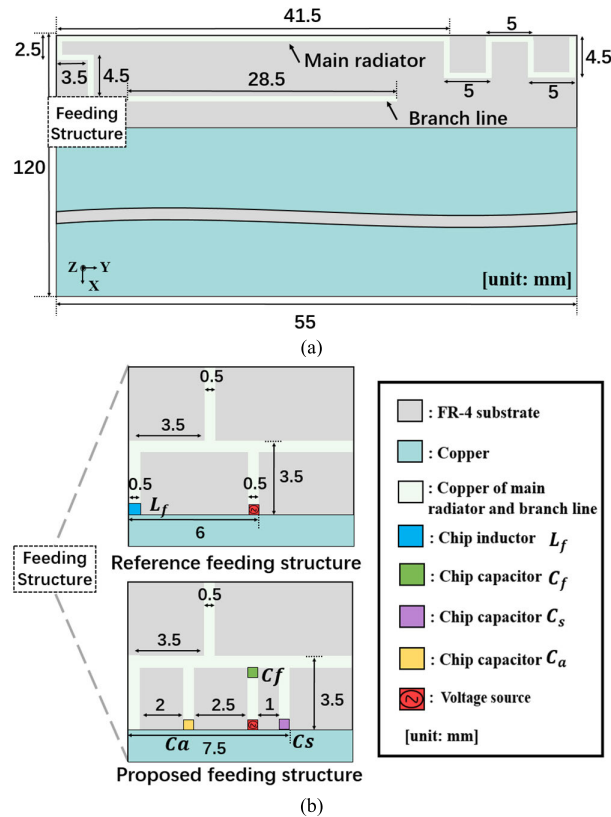 41.5
2.5
5
Main radiator
3.5
4.5
4.5
28.5
5
5
Feeding
Structure
Branch line
120
Z
Y
X
[unit: mm]
55
(a)
0.5
3.5
3.5
0.5
0.5
L_f
6
Reference feeding structure
Feeding
Structure
0.5
3.5
Cf
3.5
2
2.5
1
Ca
Cs
7.5
Proposed feeding structure
: FR-4 substrate
: Copper
: Copper of main
radiator and branch line
: Chip inductor L_f
: Chip capacitor C_f
: Chip capacitor C_s
: Chip capacitor C_a
: Voltage source
[unit: mm]
(b)